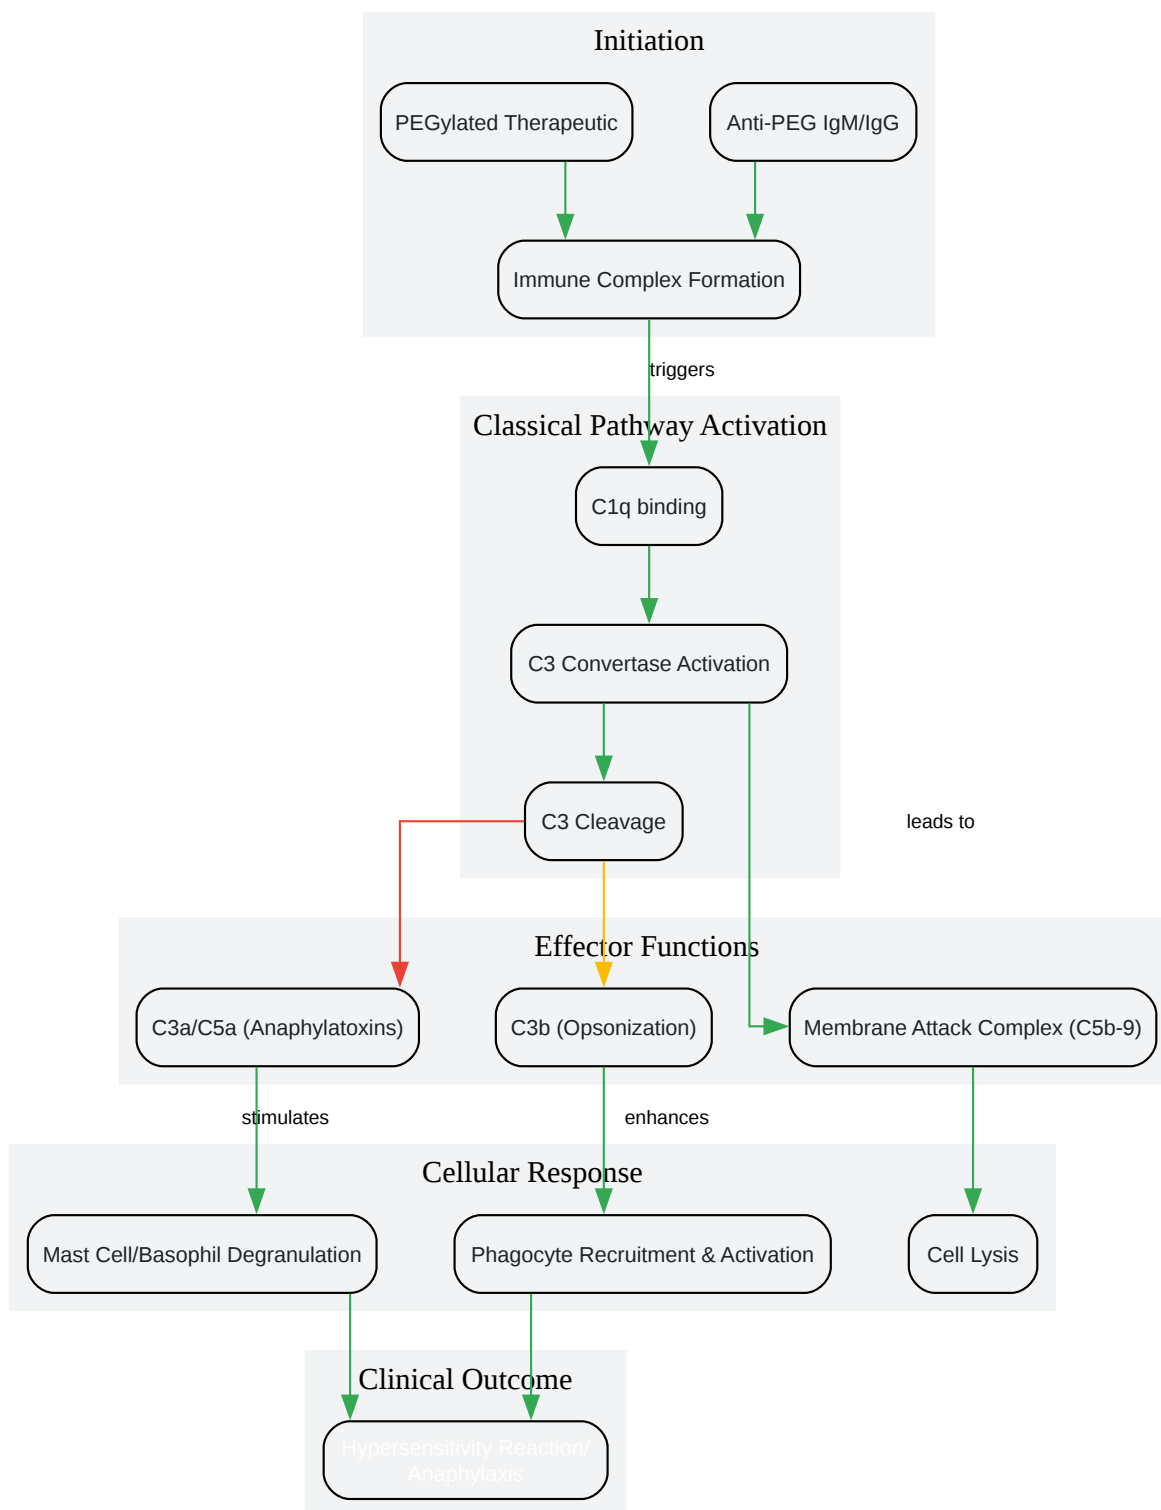 Initiation
PEGylated Therapeutic
Anti-PEG IgM/IgG
Immune Complex Formation
triggers
Classical Pathway Activation
C1q binding
C3 Convertase Activation
C3 Cleavage
leads to
Effector Functions
C3a/C5a (Anaphylatoxins)
C3b (Opsonization)
Membrane Attack Complex (C5b-9)
stimulates
enhances
Cellular Response
Mast Cell/Basophil Degranulation
Phagocyte Recruitment & Activation
Cell Lysis
Clinical Outcome
Hypersensitivity Reaction/
Anaphylaxis